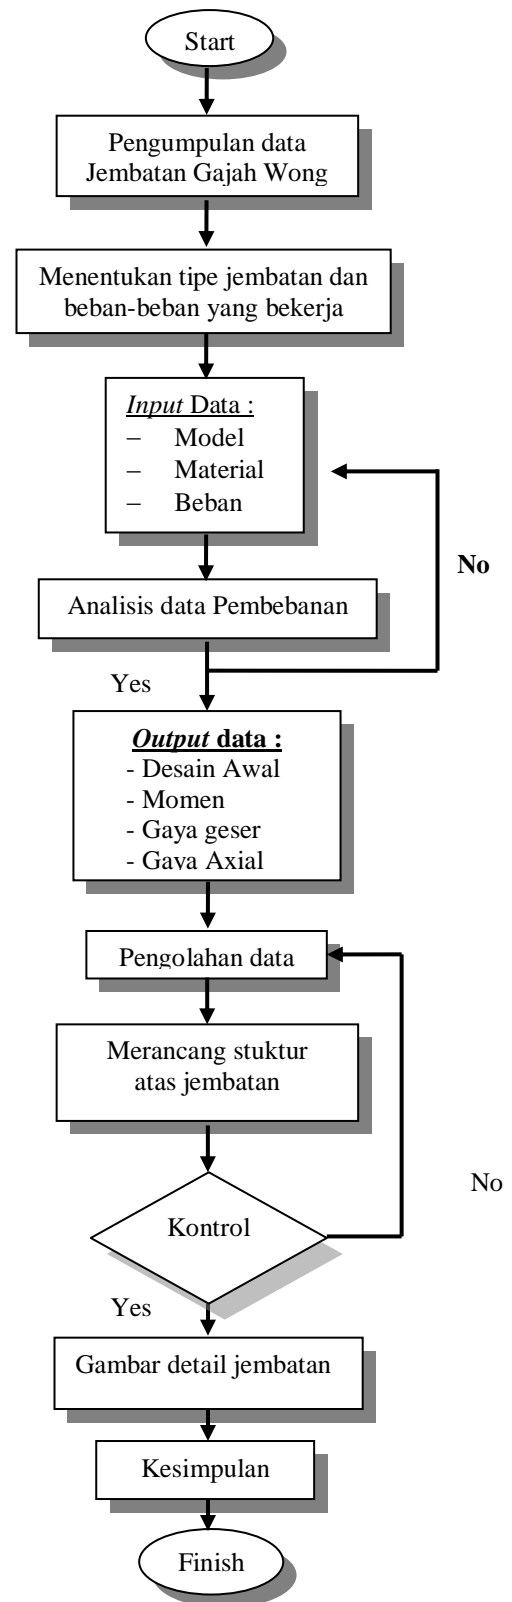 Start
Pengumpulan data
Jembatan Gajah Wong
Menentukan tipe jembatan dan
beban-beban yang bekerja
Input Data :
– Model
– Material
– Beban
No
Analisis data Pembebanan
Yes
Output data :
- Desain Awal
- Momen
- Gaya geser
- Gaya Axial
Pengolahan data
Merancang stuktur
atas jembatan
No
Kontrol
Yes
Gambar detail jembatan
Kesimpulan
Finish